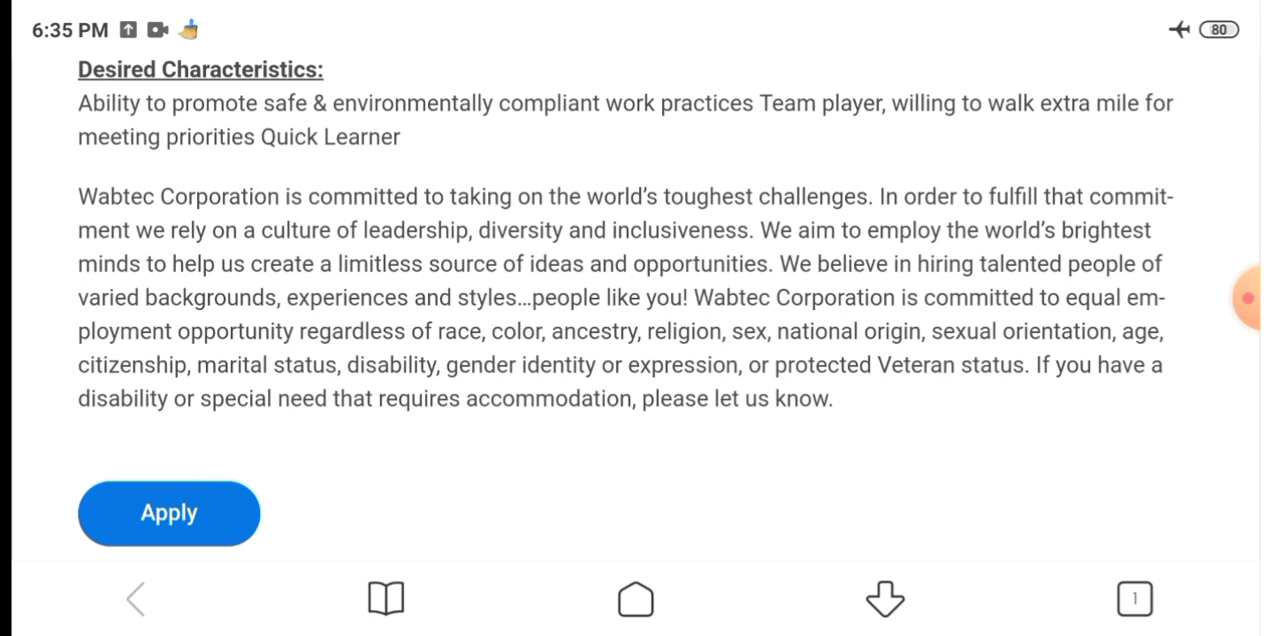 6:35 PM
80
Desired Characteristics:
Ability to promote safe & environmentally compliant work practices Team player, willing to walk extra mile for
meeting priorities Quick Learner
Wabtec Corporation is committed to taking on the world’s toughest challenges. In order to fulfill that commit-
ment we rely on a culture of leadership, diversity and inclusiveness. We aim to employ the world’s brightest
minds to help us create a limitless source of ideas and opportunities. We believe in hiring talented people of
varied backgrounds, experiences and styles…people like you! Wabtec Corporation is committed to equal em-
ployment opportunity regardless of race, color, ancestry, religion, sex, national origin, sexual orientation, age,
citizenship, marital status, disability, gender identity or expression, or protected Veteran status. If you have a
disability or special need that requires accommodation, please let us know.
Apply
1